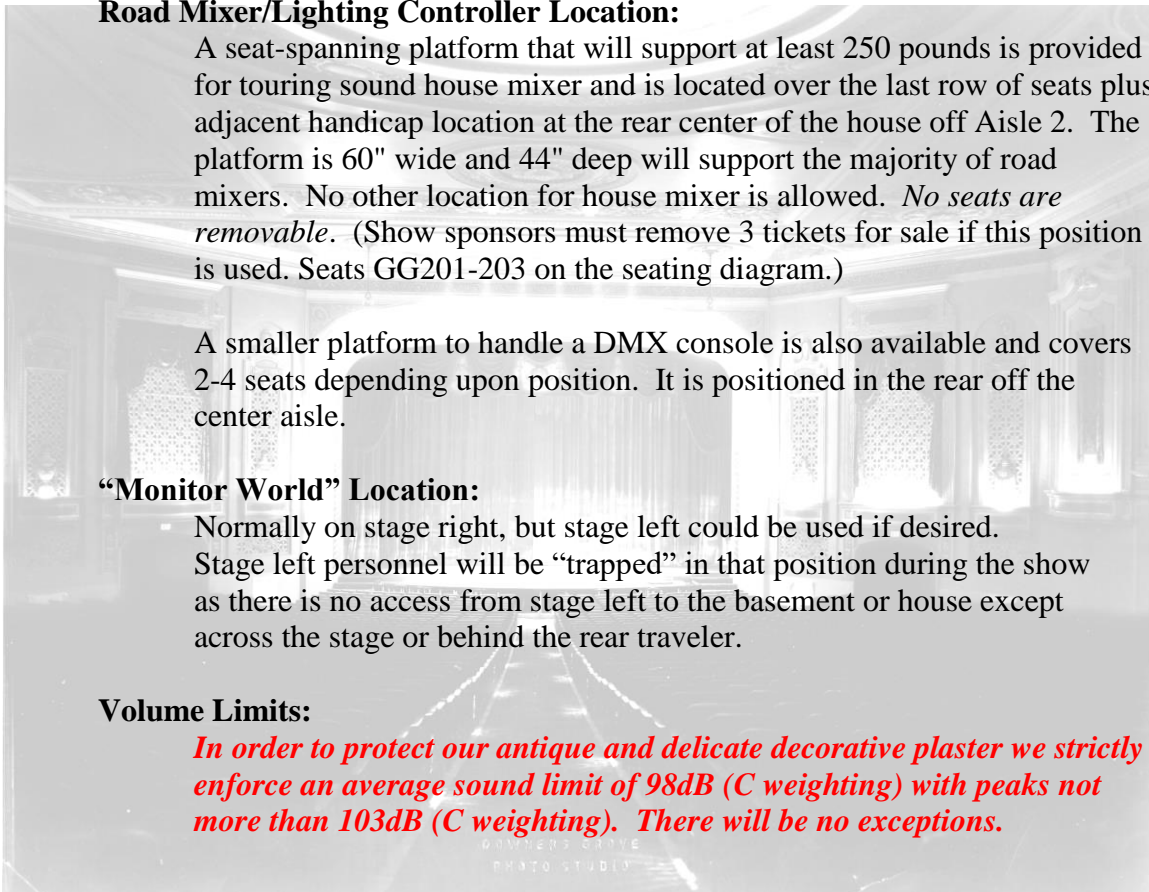 Road Mixer/Lighting Controller Location:
A seat-spanning platform that will support at least 250 pounds is provided
for touring sound house mixer and is located over the last row of seats plus
adjacent handicap location at the rear center of the house off Aisle 2.  The
platform is 60" wide and 44" deep will support the majority of road
mixers.  No other location for house mixer is allowed.  No seats are
removable.  (Show sponsors must remove 3 tickets for sale if this position
is used. Seats GG201-203 on the seating diagram.)
A smaller platform to handle a DMX console is also available and covers
2-4 seats depending upon position.  It is positioned in the rear off the
center aisle.
“Monitor World” Location:
Normally on stage right, but stage left could be used if desired.
Stage left personnel will be “trapped” in that position during the show
as there is no access from stage left to the basement or house except
across the stage or behind the rear traveler.
Volume Limits:
In order to protect our antique and delicate decorative plaster we strictly
enforce an average sound limit of 98dB (C weighting) with peaks not
more than 103dB (C weighting).  There will be no exceptions.
DOWNERS GROVE
PHOTO STUDIO